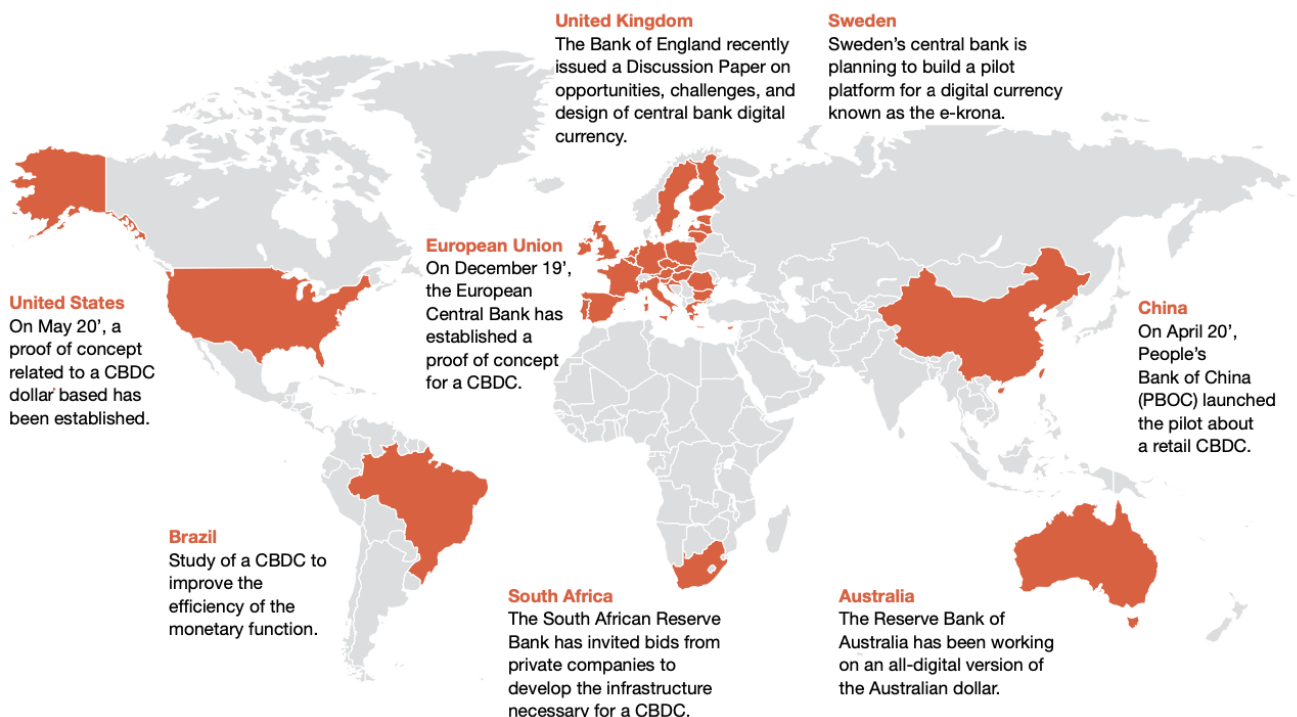 United Kingdom
The Bank of England recently
issued a Discussion Paper on
opportunities, challenges, and
design of central bank digital
currency.
Sweden
Sweden's central bank is
planning to build a pilot
platform for a digital currency
known as the e-krona.
European Union
On December 19',
the European
Central Bank has
established a
proof of concept
for a CBDC.
United States
On May 20', a
proof of concept
related to a CBDC
dollar' based has
been established.
China
On April 20',
People's
Bank of China
(PBOC) launched
the pilot about
a retail CBDC.
Brazil
Study of a CBDC to
improve the
efficiency of the
monetary function.
South Africa
The South African Reserve
Bank has invited bids from
private companies to
develop the infrastructure
necessary for a CBDC.
Australia
The Reserve Bank of
Australia has been working
on an all-digital version of
the Australian dollar.